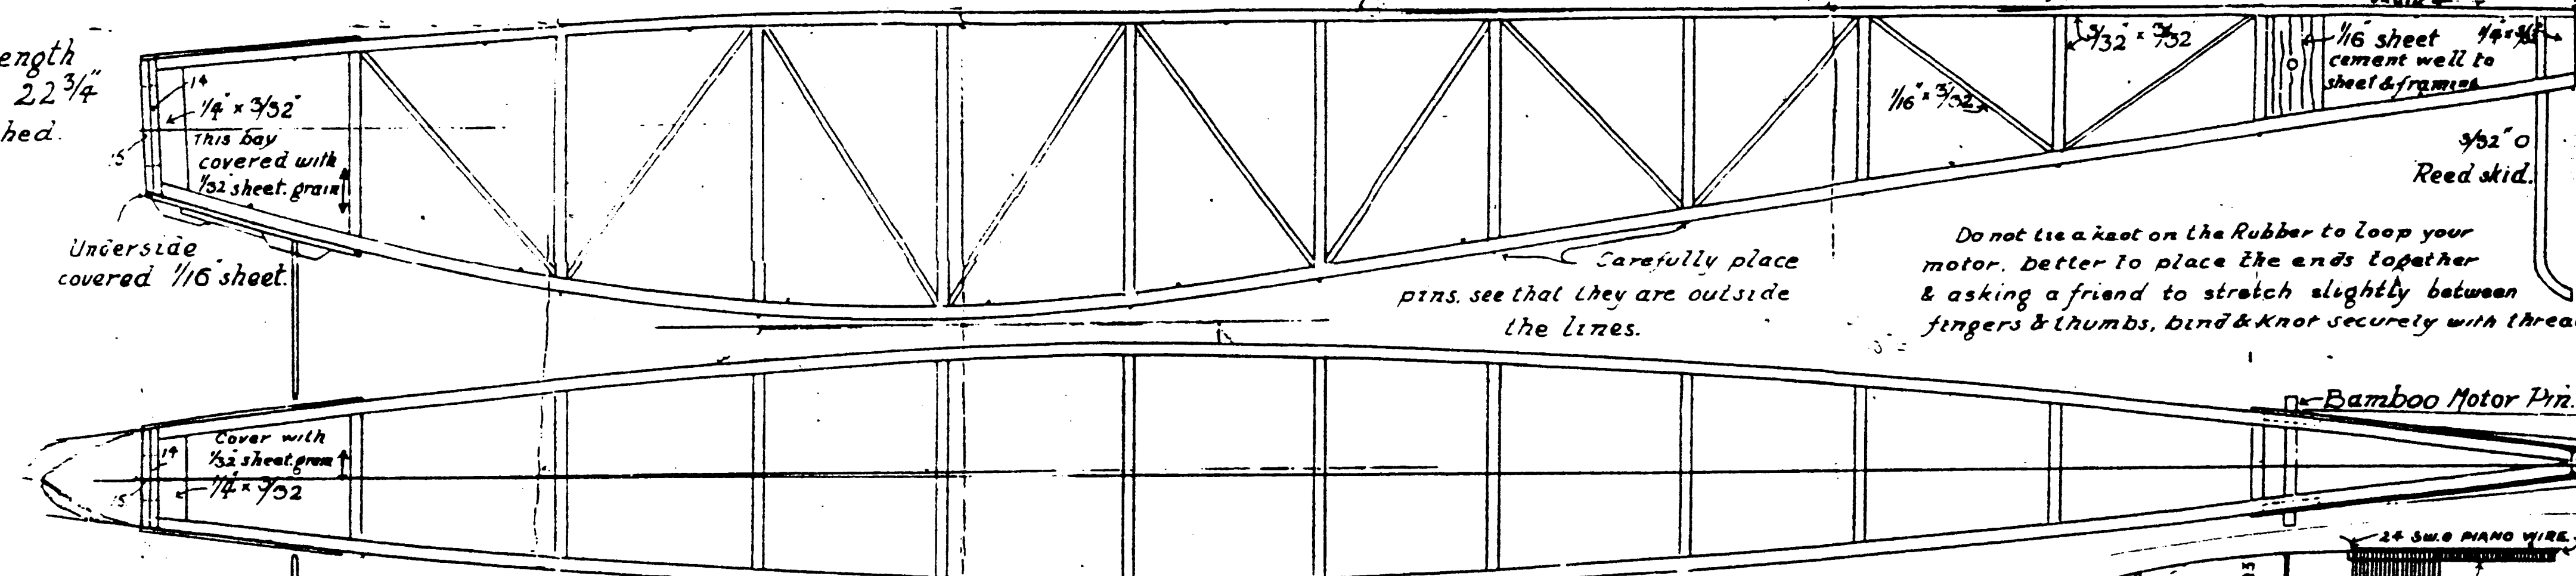 ength
22 3/4"
hed.
14
1/4" x 3/32"
This bay
covered with
1/32" sheet. grain
15
Underside
covered 1/16" sheet.
3/32" x 3/32
1/16" x 3/32
1/16" sheet
cement well to
sheet & framing
3/32" O
Reed skid.
Carefully place
pins. see that they are outside
the lines.
Do not tie a knot on the Rubber to loop your
motor. better to place the ends together
& asking a friend to stretch slightly between
fingers & thumbs, bind & knot securely with threa
Bamboo Motor Pin.
14
Cover with
1/32" sheet. grain
1/4" x 3/32
15
24 S.W.G PIANO WIRE.